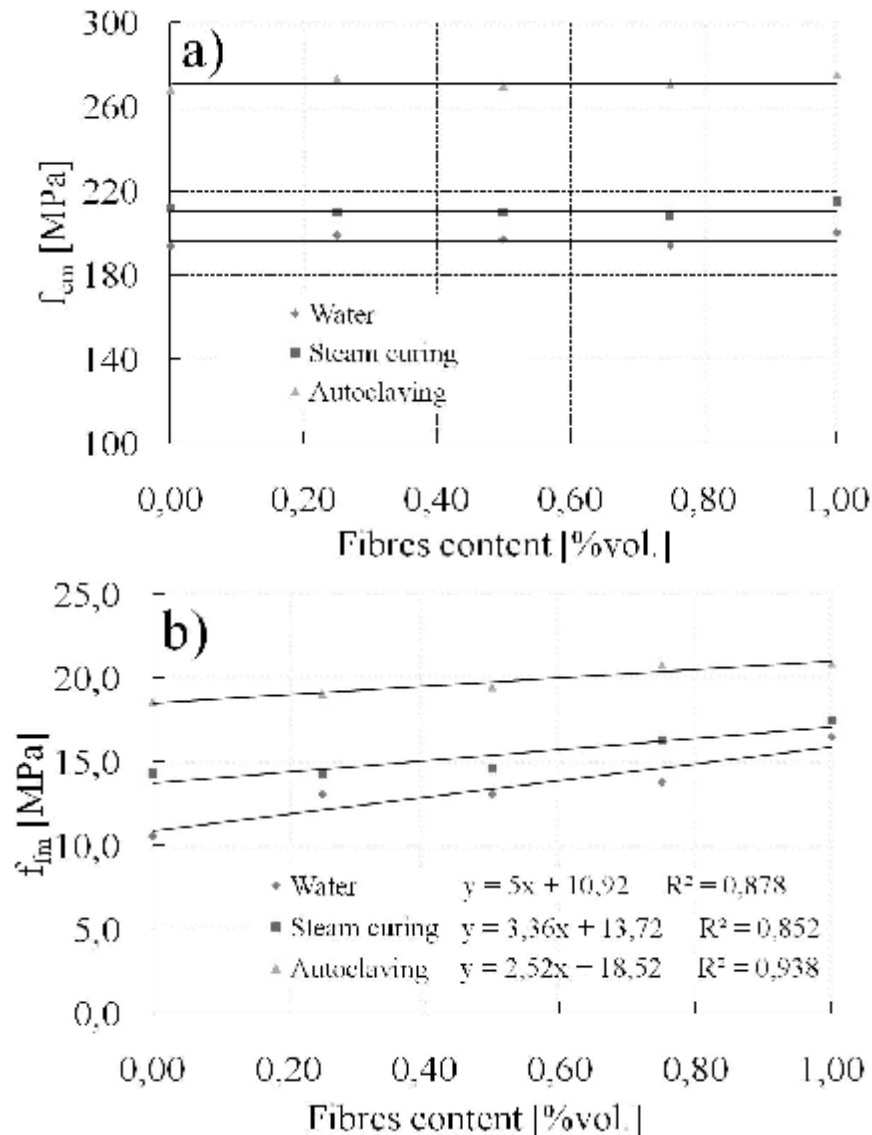 a)
300
260
220
180
140
100
f_cm [MPa]
Water
Steam curing
Autoclaving
0,00 0,20 0,40 0,60 0,80 1,00
Fibres content [%vol.]
b)
25,0
20,0
15,0
10,0
5,0
0,0
[MPa]
Water y = 5x + 10,92 R² = 0,878
Steam curing y = 3,36x + 13,72 R² = 0,852
Autoclaving y = 2,52x − 18,52 R² = 0,938
0,00 0,20 0,40 0,60 0,80 1,00
Fibres content [%vol.]